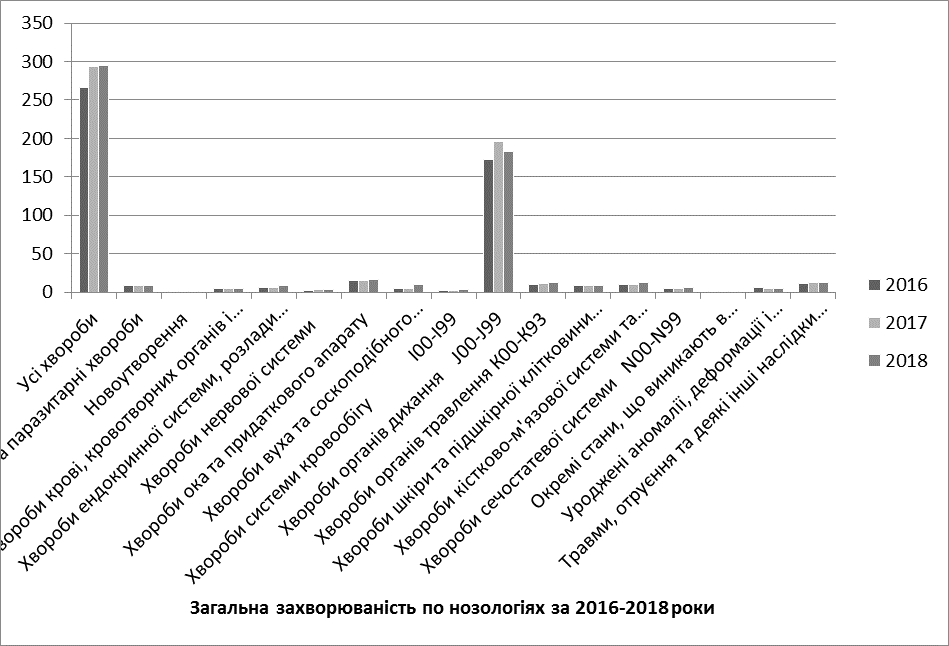 350
300
250
200
150
100
50
0
2016
2017
2018
Усі хвороби
а паразитарні хвороби
Новоутворення
вороби крові, кровотворних органів і…
Хвороби ендокринної системи, розлади…
Хвороби нервової системи
Хвороби ока та придаткового апарату
Хвороби вуха та соскоподібного…
Хвороби системи кровообігу I00-I99
Хвороби органів дихання J00-J99
Хвороби органів травлення K00-K93
Хвороби шкіри та підшкірної клітковини…
Хвороби кістково-м'язової системи та…
Хвороби сечостатевої системи N00-N99
Окремі стани, що виникають в…
Уроджені аномалії, деформації і…
Травми, отруєння та деякі інші наслідки…
Загальна захворюваність по нозологіях за 2016-2018 роки